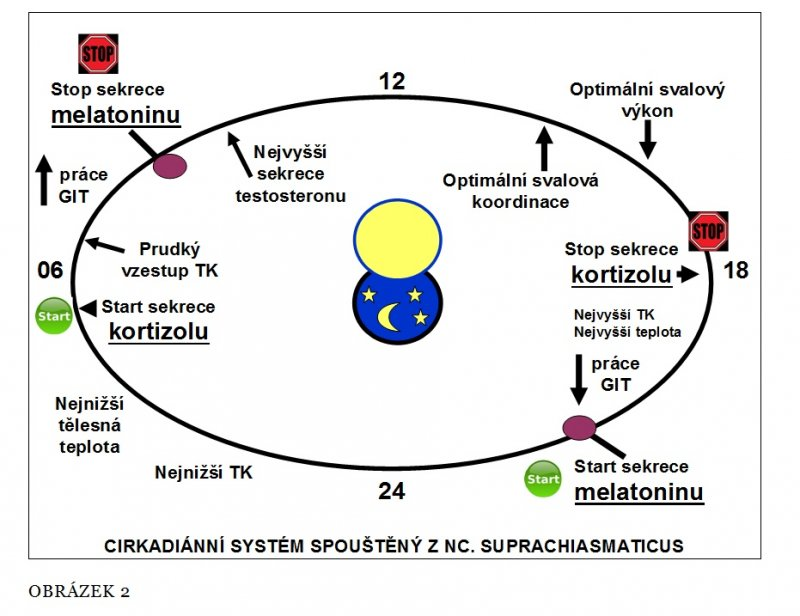 STOP
Stop sekrece
melatoninu
12
Optimální svalový
výkon
práce
GIT
Nejvyšší
sekrece
testosteronu
Optimální svalová
koordinace
STOP
06
Prudký
vzestup TK
Stop sekrece
kortizolu
18
Start
Start sekrece
kortizolu
Nejvyšší TK
Nejvyšší teplota
práce
GIT
Nejnižší
tělesná
teplota
Nejnižší TK
24
Start
Start sekrece
melatoninu
CIRKADIÁNNÍ SYSTÉM SPOUŠTĚNÝ Z NC. SUPRACHIASMATICUS
OBRÁZEK 2